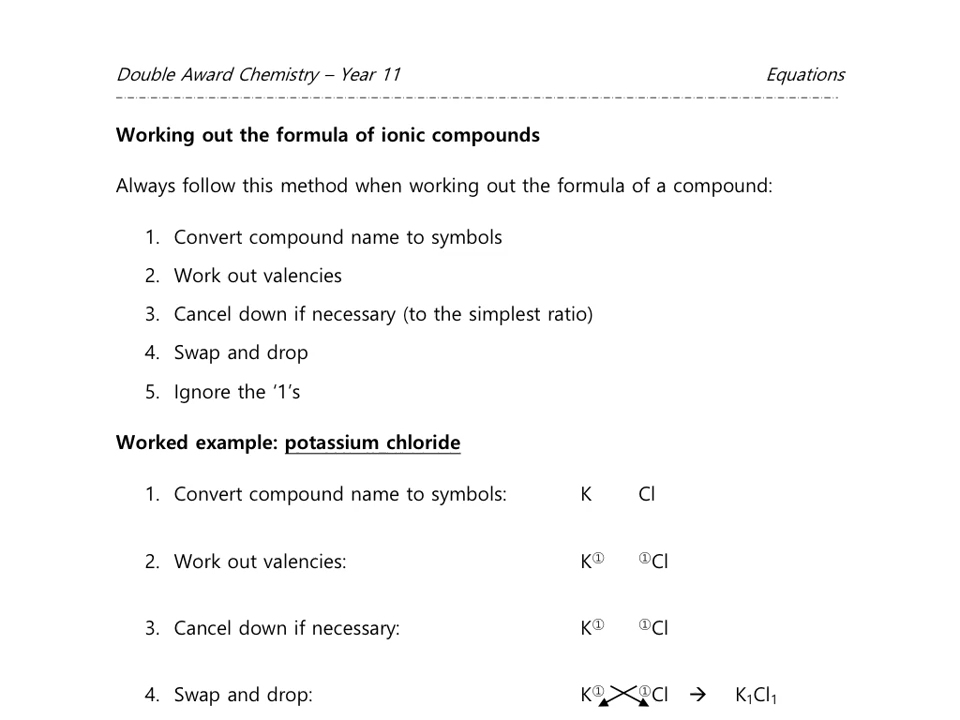 Double Award Chemistry – Year 11 Equations
Working out the formula of ionic compounds
Always follow this method when working out the formula of a compound:
1. Convert compound name to symbols
2. Work out valencies
3. Cancel down if necessary (to the simplest ratio)
4. Swap and drop
5. Ignore the ‘1’s
Worked example: potassium chloride
1. Convert compound name to symbols: K Cl
2. Work out valencies: K① ①Cl
3. Cancel down if necessary: K① ①Cl
4. Swap and drop: K① ①Cl → K₁Cl₁